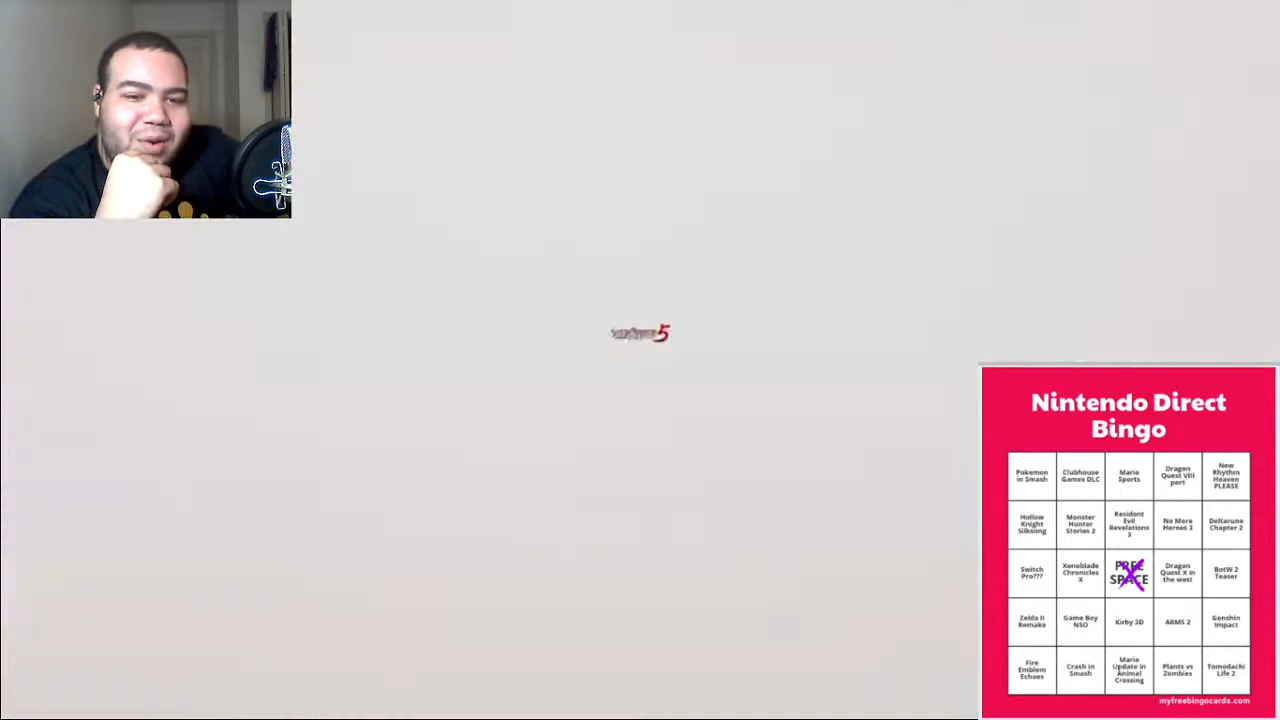 5
Nintendo Direct
Bingo
Pokemon
in Smash
Clubhouse
Games DLC
Mario
Sports
Dragon
Quest VIII
port
New
Rhythm
Heaven
PLEASE
Hollow
Knight
Silksong
Monster
Hunter
Stories 2
Resident
Evil
Revelations
3
No More
Heroes 3
Deltarune
Chapter 2
Switch
Pro???
Xenoblade
Chronicles
X
FREE
SPACE
Dragon
Quest X in
the west
BotW 2
Teaser
Zelda II
Remake
Game Boy
NSO
Kirby 3D
ARMS 2
Genshin
Impact
Fire
Emblem
Echoes
Crash in
Smash
Mario
Update in
Animal
Crossing
Plants vs
Zombies
Tomodachi
Life 2
myfreebingocards.com